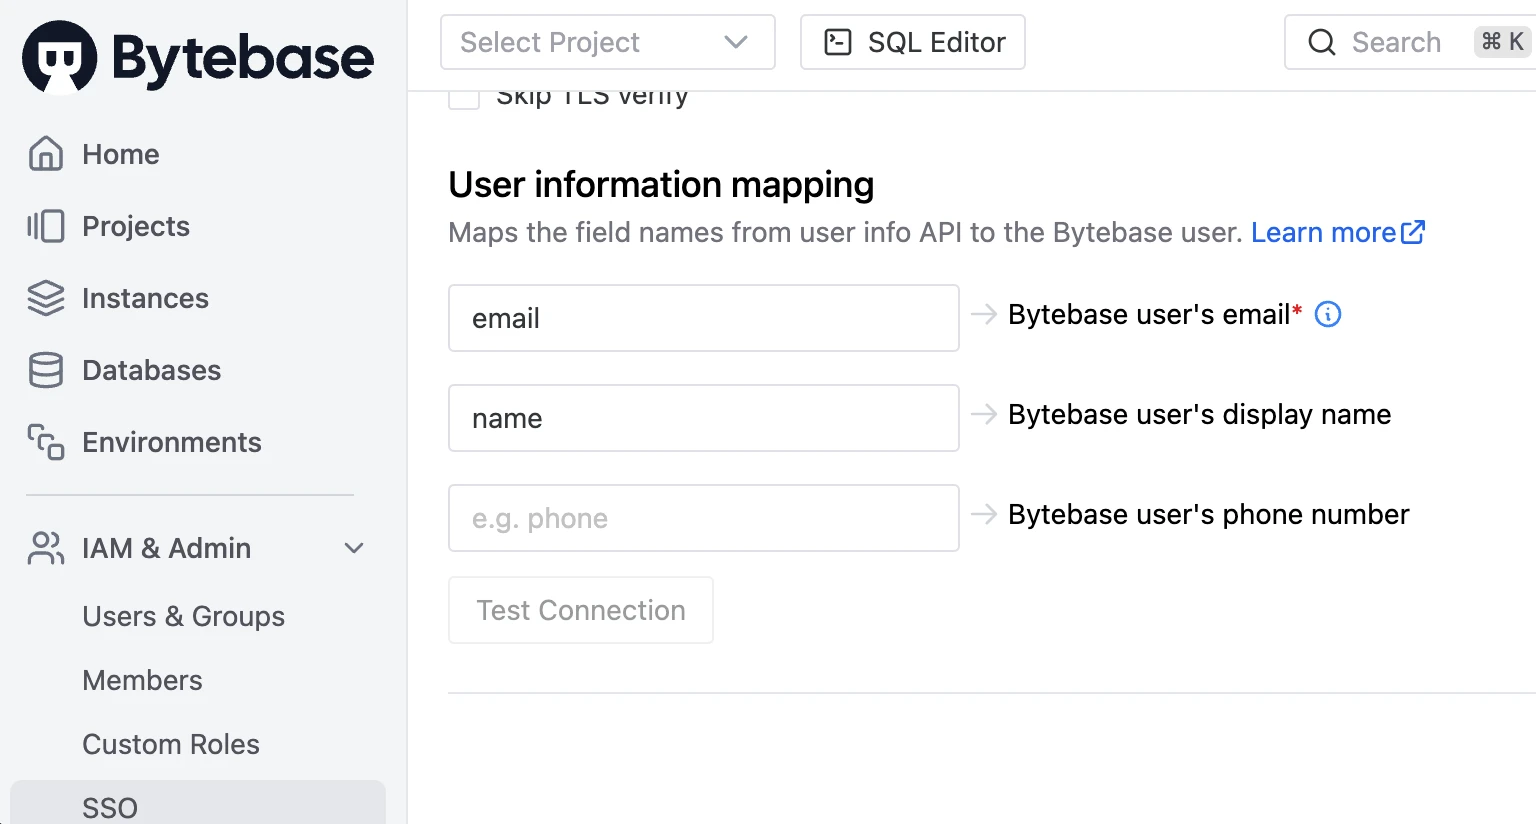 Bytebase
Select Project
SQL Editor
Search
⌘ K
Home
Projects
Instances
Databases
Environments
IAM & Admin
Users & Groups
Members
Custom Roles
SSO
Skip TLS verify
User information mapping
Maps the field names from user info API to the Bytebase user. Learn more
email
Bytebase user's email*
name
Bytebase user's display name
e.g. phone
Bytebase user's phone number
Test Connection